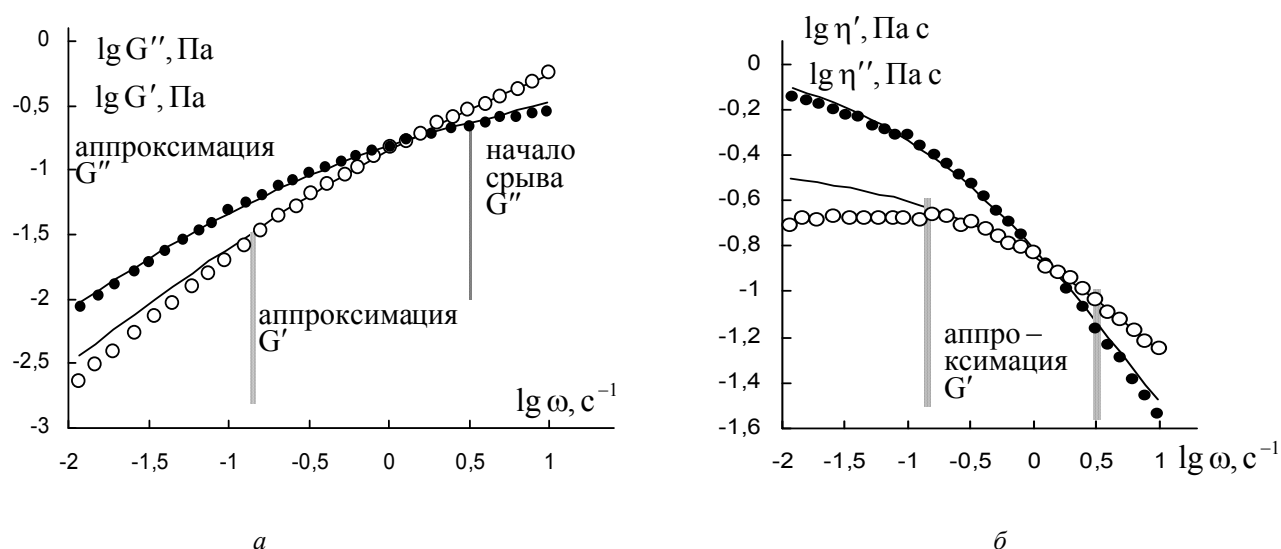 lg G′′, Па
lg G′, Па
аппроксимация
G″
начало
срыва
G″
аппроксимация
G′
lg ω, с⁻¹
0
-0,5
-1
-1,5
-2
-2,5
-3
-2 -1,5 -1 -0,5 0 0,5 1
а
lg η′, Па с
lg η′′, Па с
аппро –
ксимация
G′
0
-0,2
-0,4
-0,6
-0,8
-1
-1,2
-1,4
-1,6
-2 -1,5 -1 -0,5 0 0,5 1 lg ω, с⁻¹
б